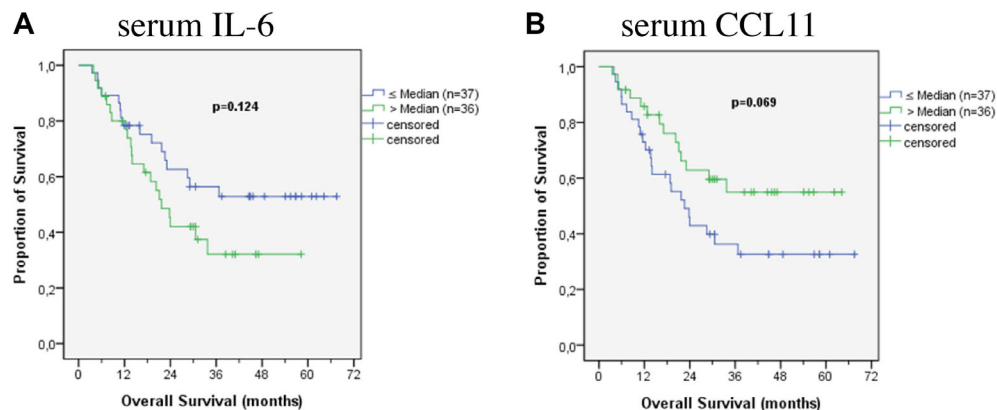 A
serum IL-6
1,0
0,8
0,6
0,4
0,2
0,0
Proportion of Survival
p=0.124
≤ Median (n=37)
> Median (n=36)
censored
censored
0 12 24 36 48 60 72
Overall Survival (months)
B
serum CCL11
1,0
0,8
0,6
0,4
0,2
0,0
Proportion of Survival
p=0.069
≤ Median (n=37)
> Median (n=36)
censored
censored
0 12 24 36 48 60 72
Overall Survival (months)